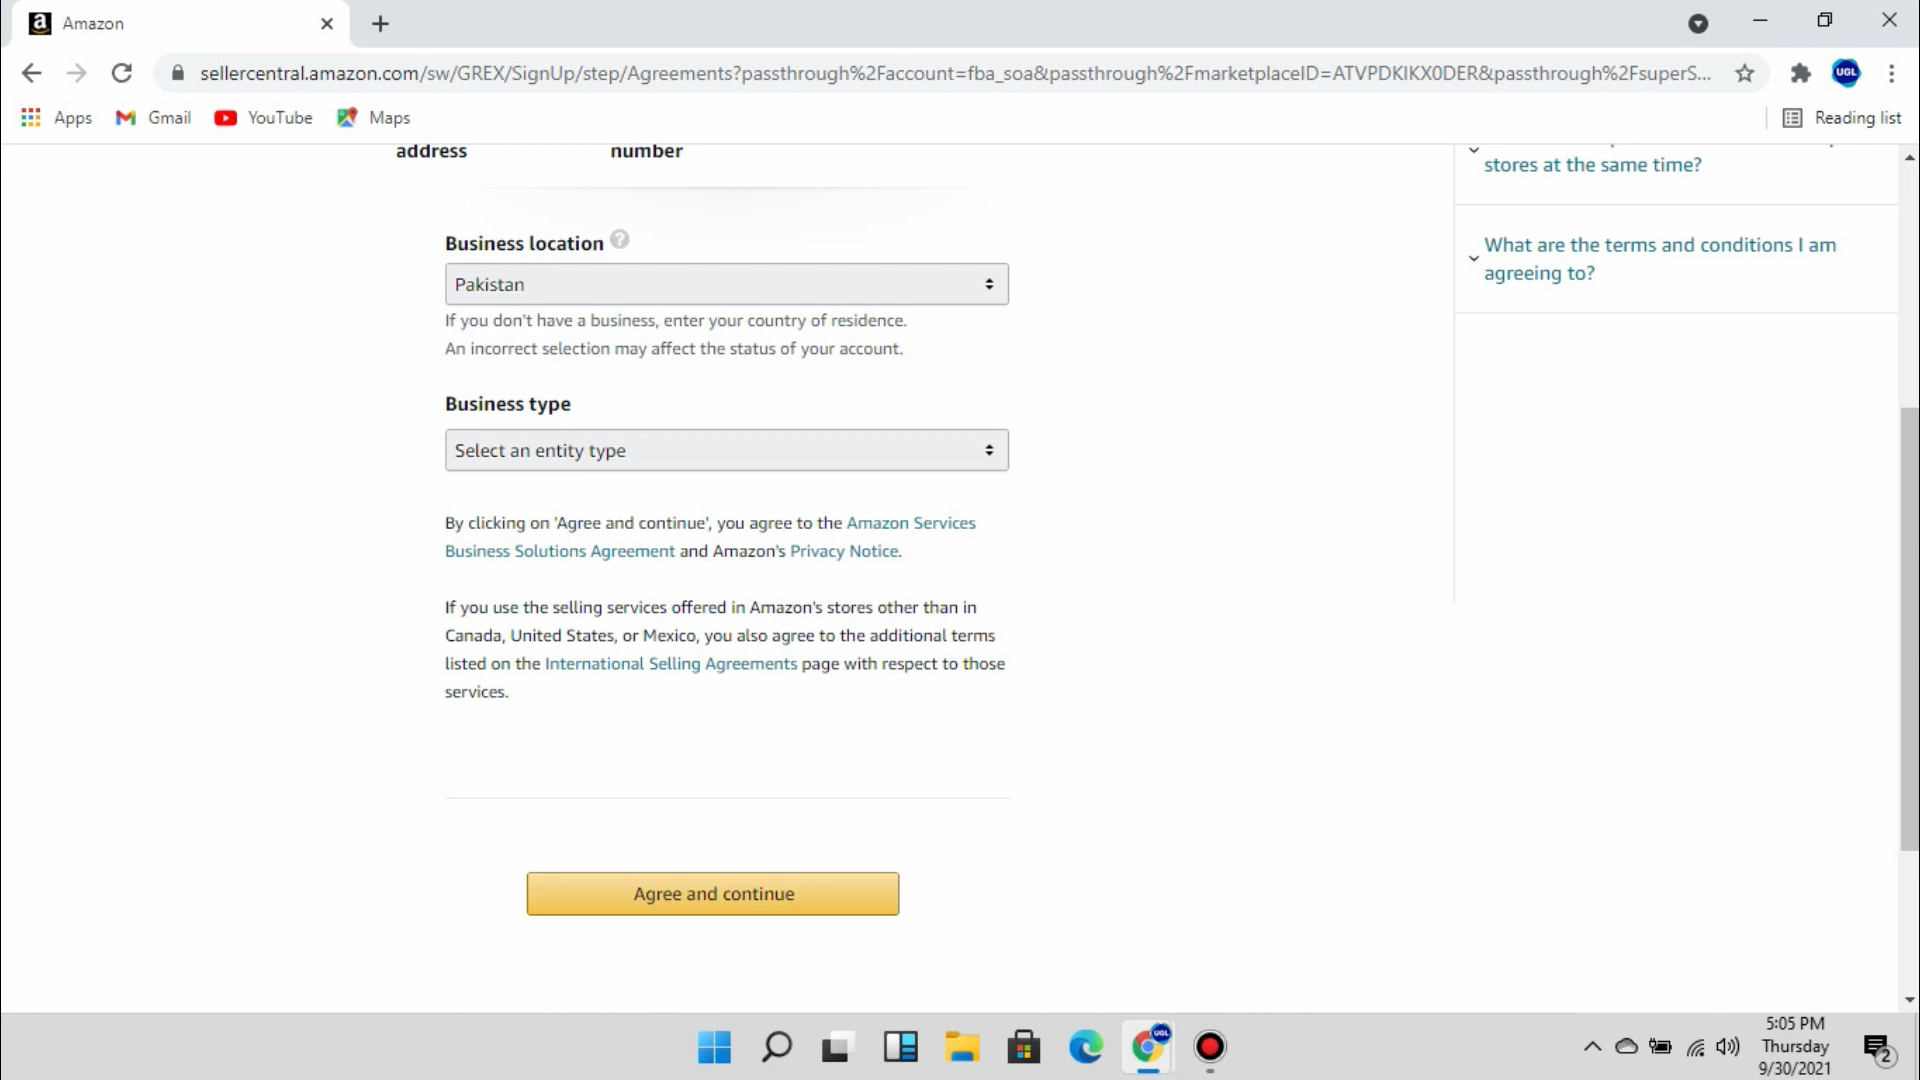 Amazon
sellercentral.amazon.com/sw/GREX/SignUp/step/Agreements?passthrough%2Faccount=fba_soa&passthrough%2FmarketplaceID=ATVPDKIKX0DER&passthrough%2FsuperS...
UGL
Apps
Gmail
YouTube
Maps
Reading list
address
number
stores at the same time?
Business location
Pakistan
If you don't have a business, enter your country of residence.
An incorrect selection may affect the status of your account.
What are the terms and conditions I am
agreeing to?
Business type
Select an entity type
By clicking on 'Agree and continue', you agree to the Amazon Services
Business Solutions Agreement and Amazon's Privacy Notice.
If you use the selling services offered in Amazon's stores other than in
Canada, United States, or Mexico, you also agree to the additional terms
listed on the International Selling Agreements page with respect to those
services.
Agree and continue
UGL
5:05 PM
Thursday
9/30/2021
2